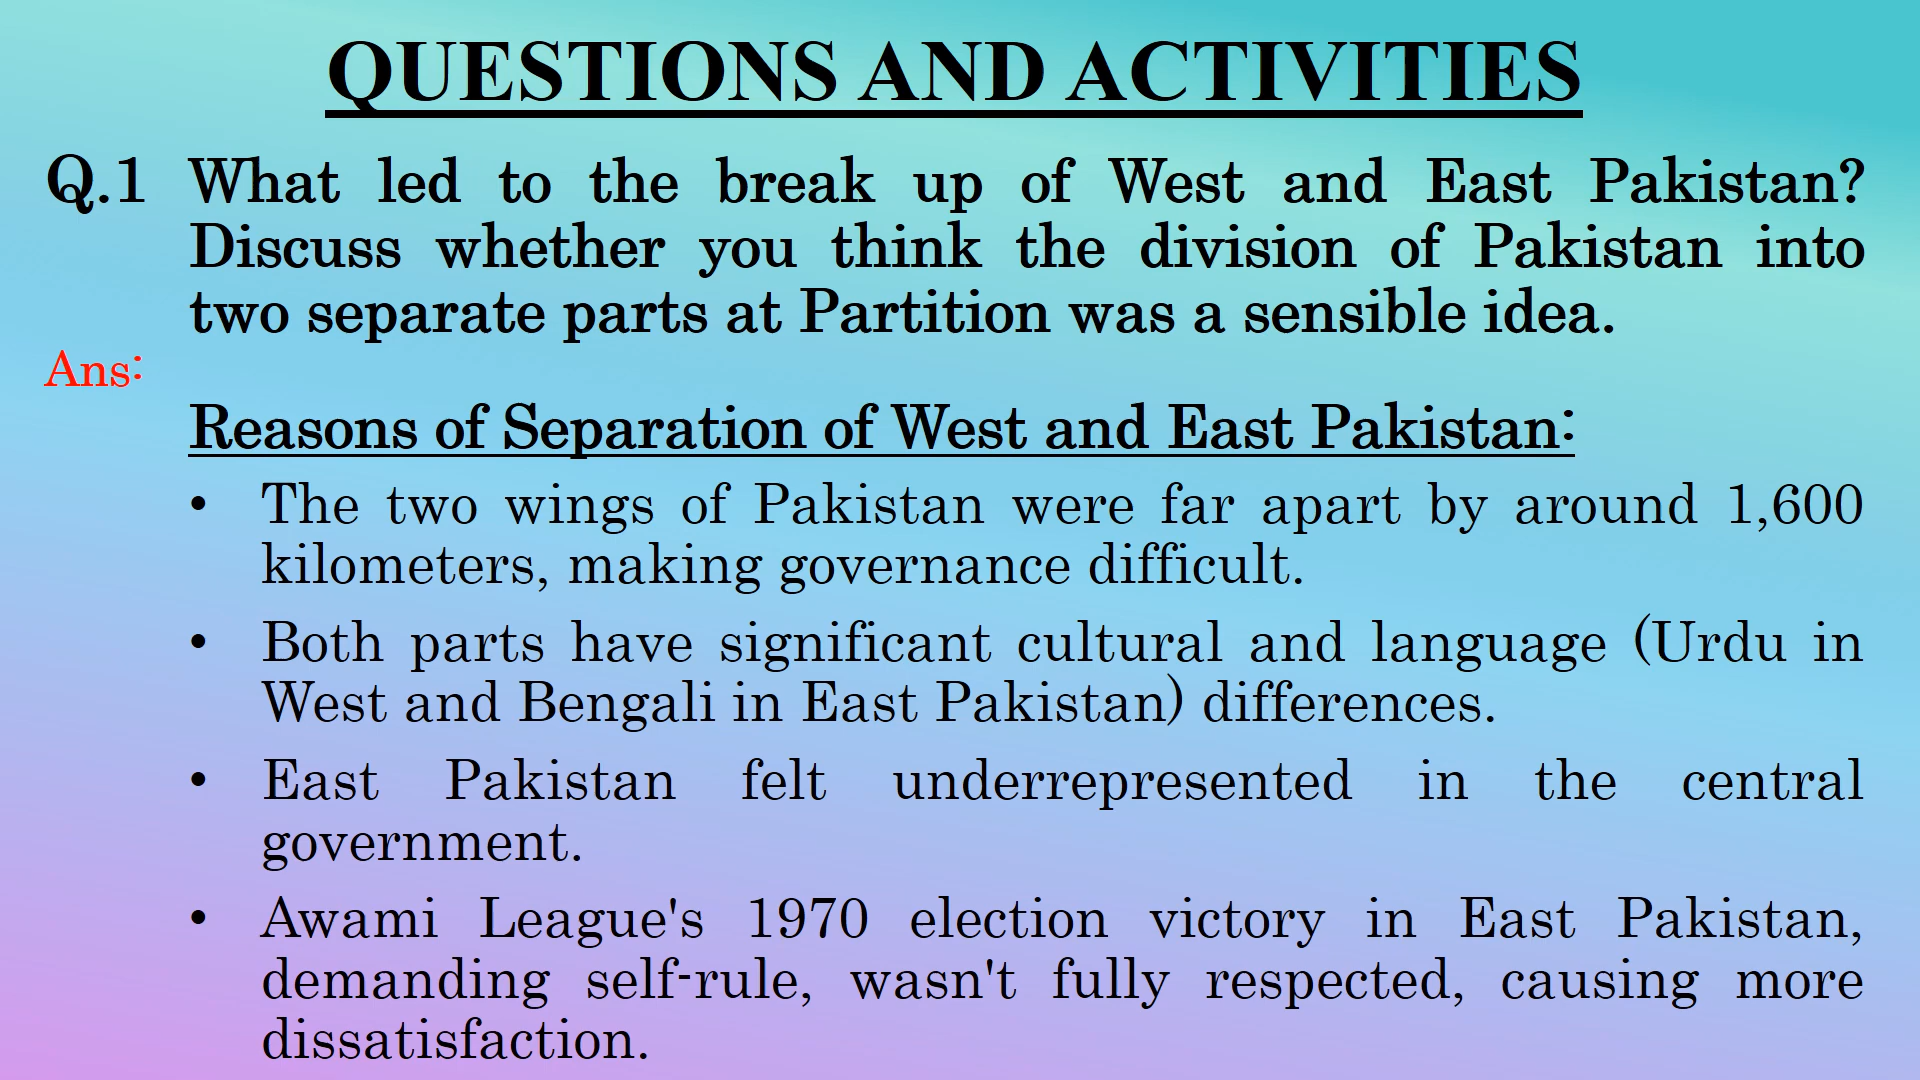 QUESTIONS AND ACTIVITIES
Q.1 What led to the break up of West and East Pakistan?
Discuss whether you think the division of Pakistan into
two separate parts at Partition was a sensible idea.
Ans:
Reasons of Separation of West and East Pakistan:
• The two wings of Pakistan were far apart by around 1,600
kilometers, making governance difficult.
• Both parts have significant cultural and language (Urdu in
West and Bengali in East Pakistan) differences.
• East Pakistan felt underrepresented in the central
government.
• Awami League's 1970 election victory in East Pakistan,
demanding self-rule, wasn't fully respected, causing more
dissatisfaction.